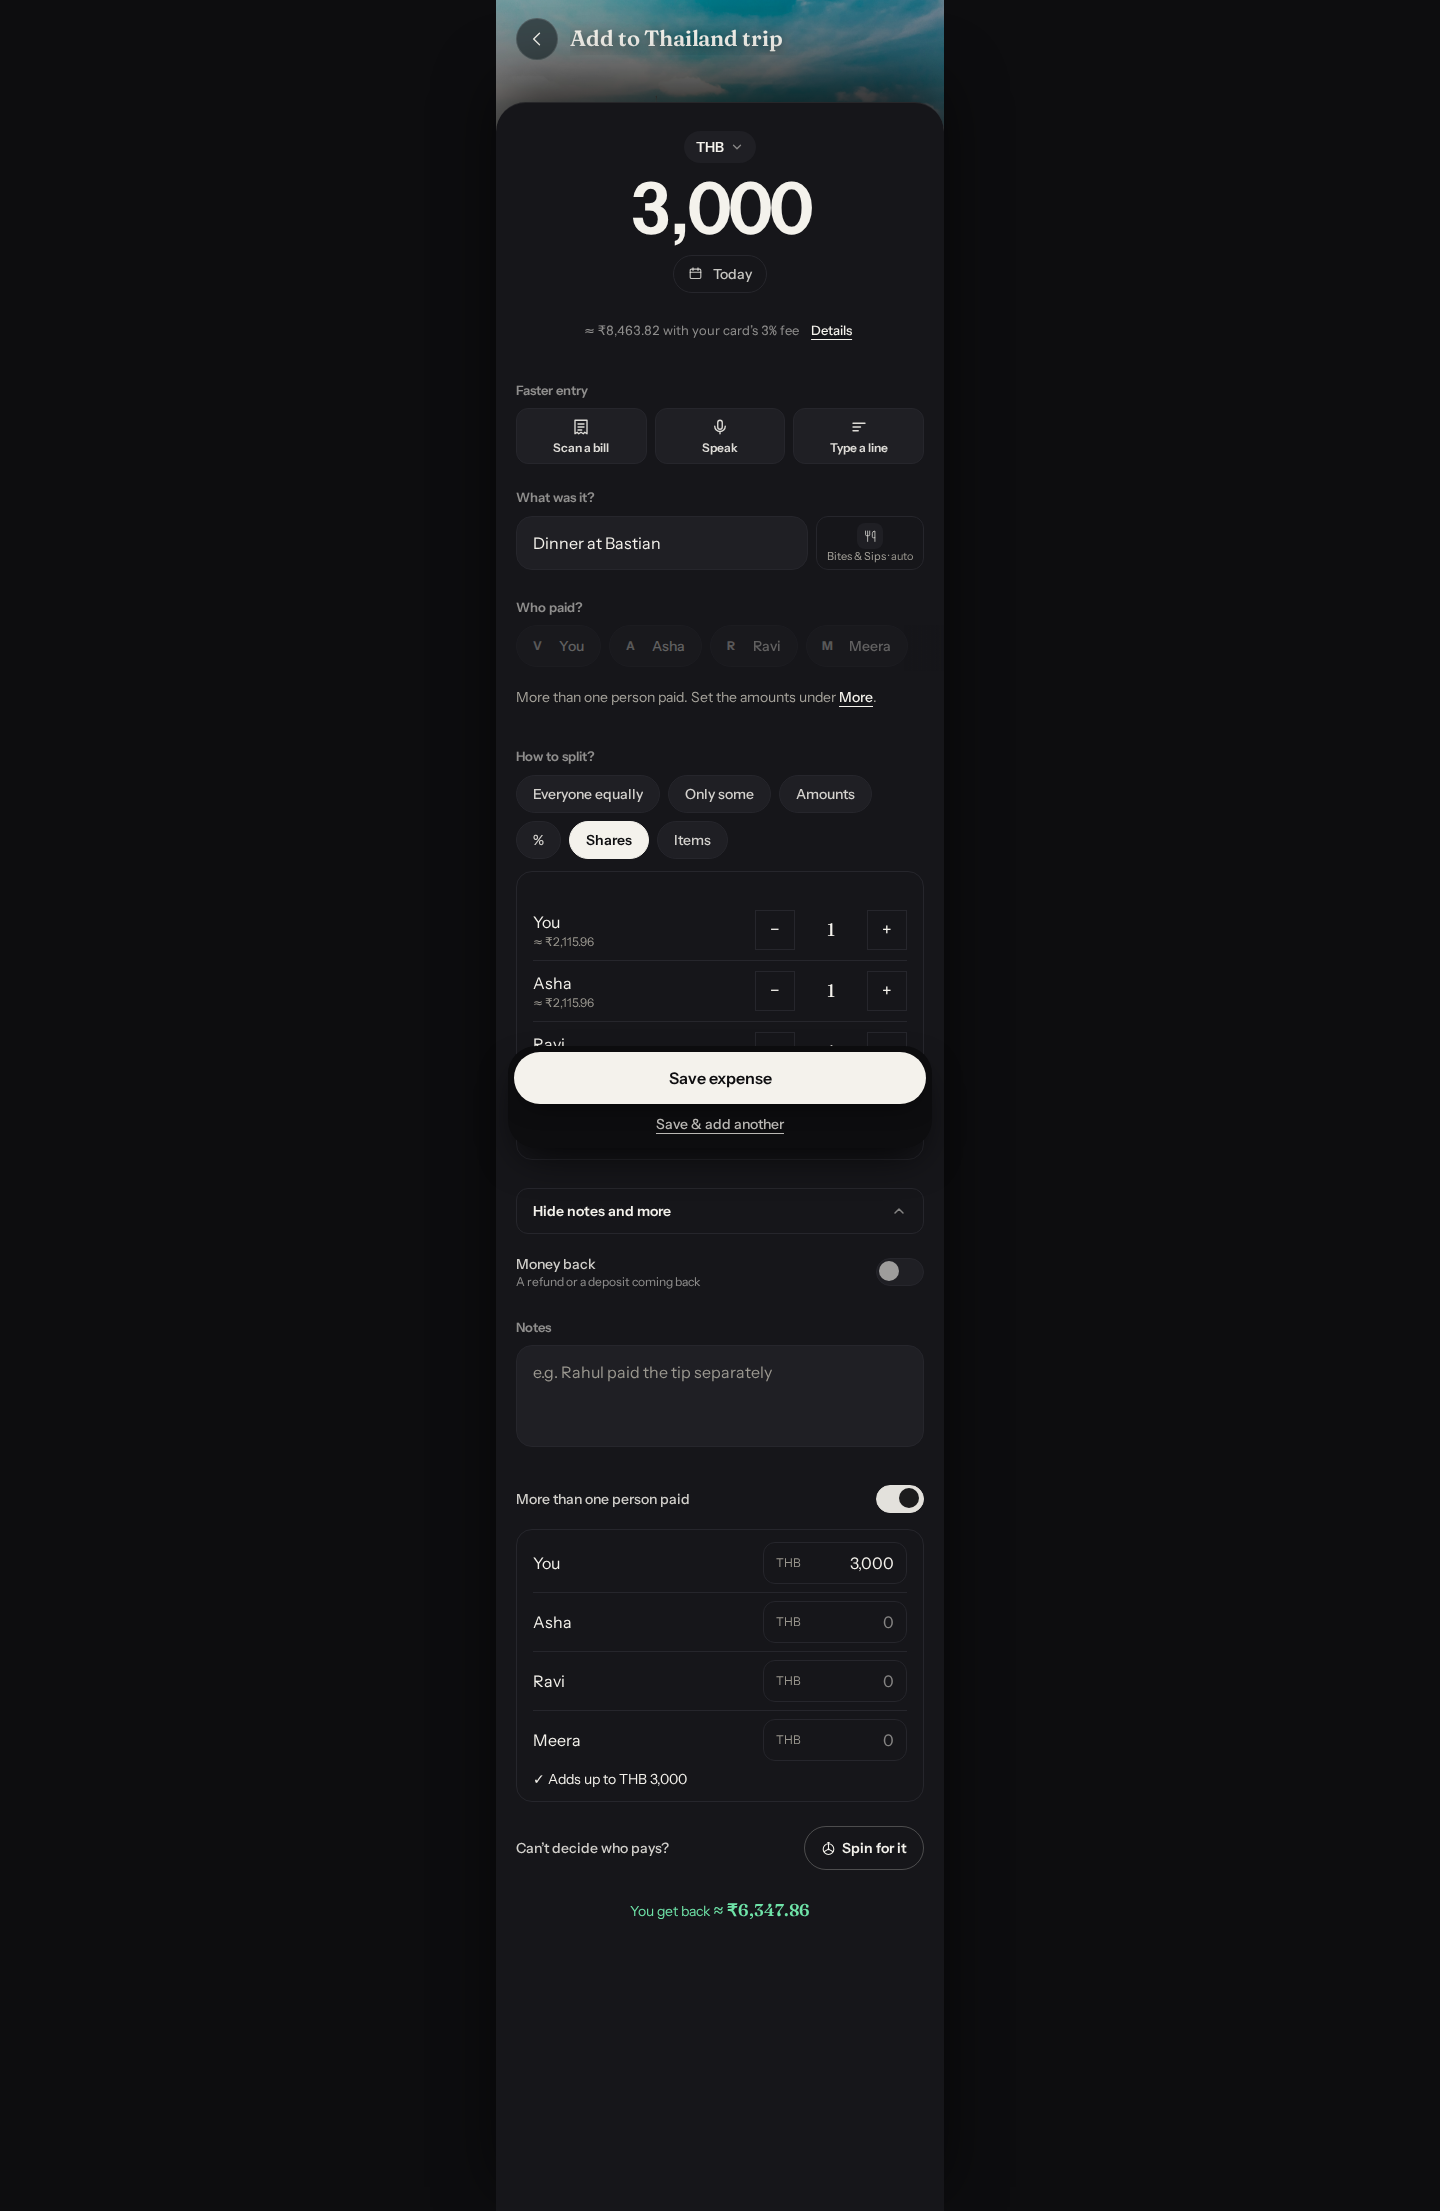 Add to Thailand trip
THB
3,000
Today
≈ ₹8,463.82 with your card's 3% fee Details
Faster entry
Scan a bill Speak Type a line
What was it?
Dinner at Bastian
Bites & Sips · auto
Who paid?
V You A Asha R Ravi M Meera
More than one person paid. Set the amounts under More.
How to split?
Everyone equally Only some Amounts
% Shares Items
You
≈ ₹2,115.96
− 1 +
Asha
≈ ₹2,115.96
− 1 +
Ravi
Save expense
Save & add another
Hide notes and more
Money back
A refund or a deposit coming back
Notes
e.g. Rahul paid the tip separately
More than one person paid
You THB 3,000
Asha THB 0
Ravi THB 0
Meera THB 0
✓ Adds up to THB 3,000
Can't decide who pays? Spin for it
You get back ≈ ₹6,347.86